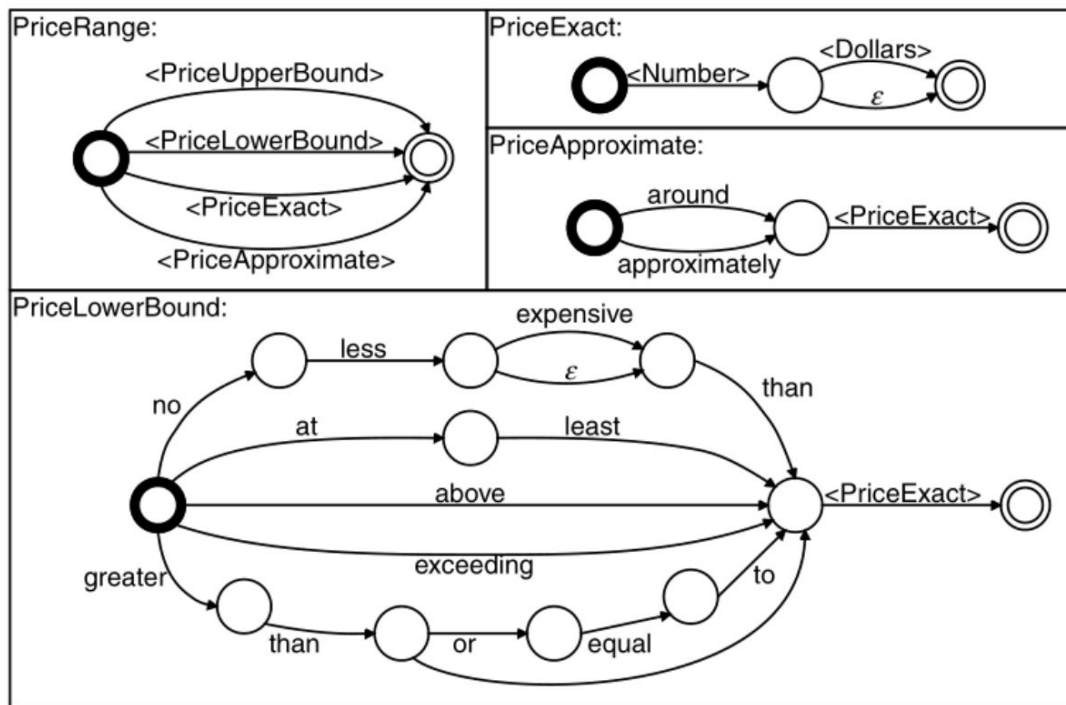 PriceRange:
<PriceUpperBound>
<PriceLowerBound>
<PriceExact>
<PriceApproximate>
PriceExact:
<Number>
<Dollars>
ε
PriceApproximate:
around
approximately
<PriceExact>
PriceLowerBound:
no
less
expensive
ε
than
at
least
above
<PriceExact>
exceeding
greater
than
or
equal
to